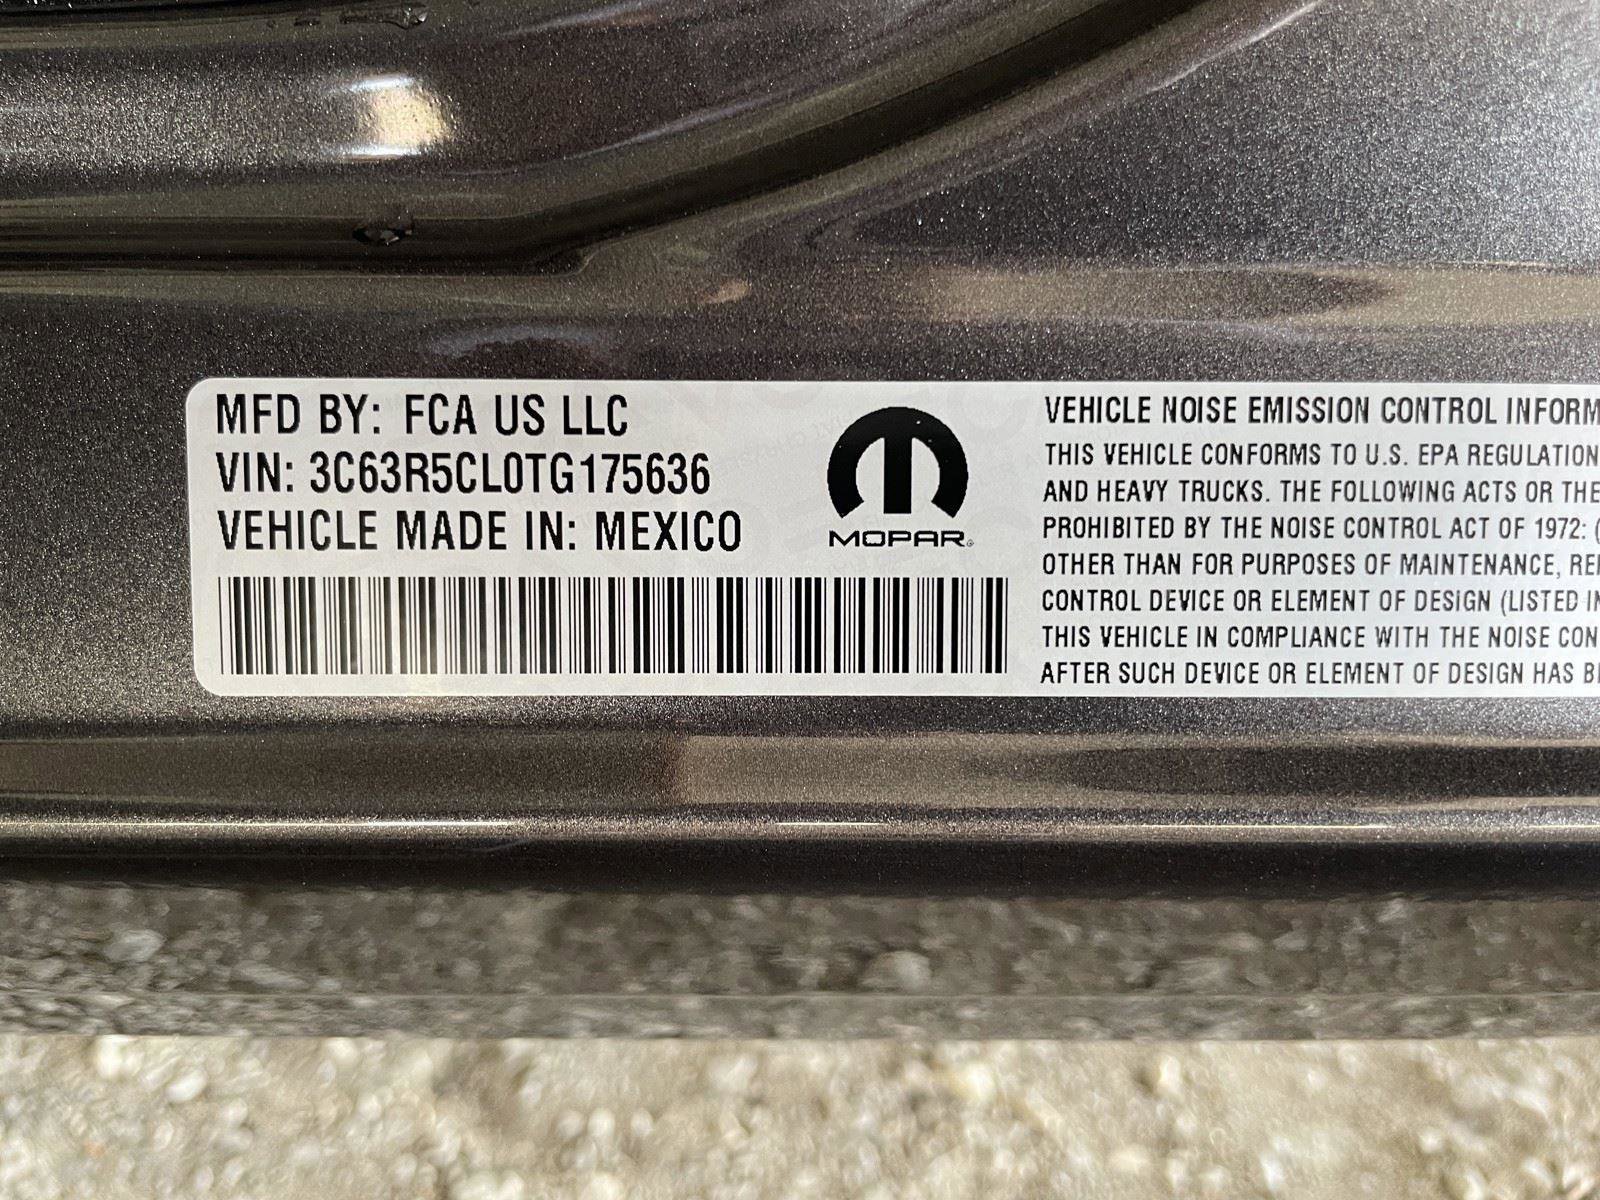 MFD BY: FCA US LLC
VIN: 3C63R5CL0TG175636
VEHICLE MADE IN: MEXICO
MOPAR
VEHICLE NOISE EMISSION CONTROL
THIS VEHICLE CONFORMS TO U.S. EPA
AND HEAVY TRUCKS. THE FOLLOWING ACTS OR THE
PROHIBITED BY THE NOISE CONTROL ACT OF 1972: (
OTHER THAN FOR PURPOSES OF MAINTENANCE,
CONTROL DEVICE OR ELEMENT OF DESIGN (LISTED
THIS VEHICLE IN COMPLIANCE WITH THE NOISE
AFTER SUCH DEVICE OR ELEMENT OF DESIGN HAS